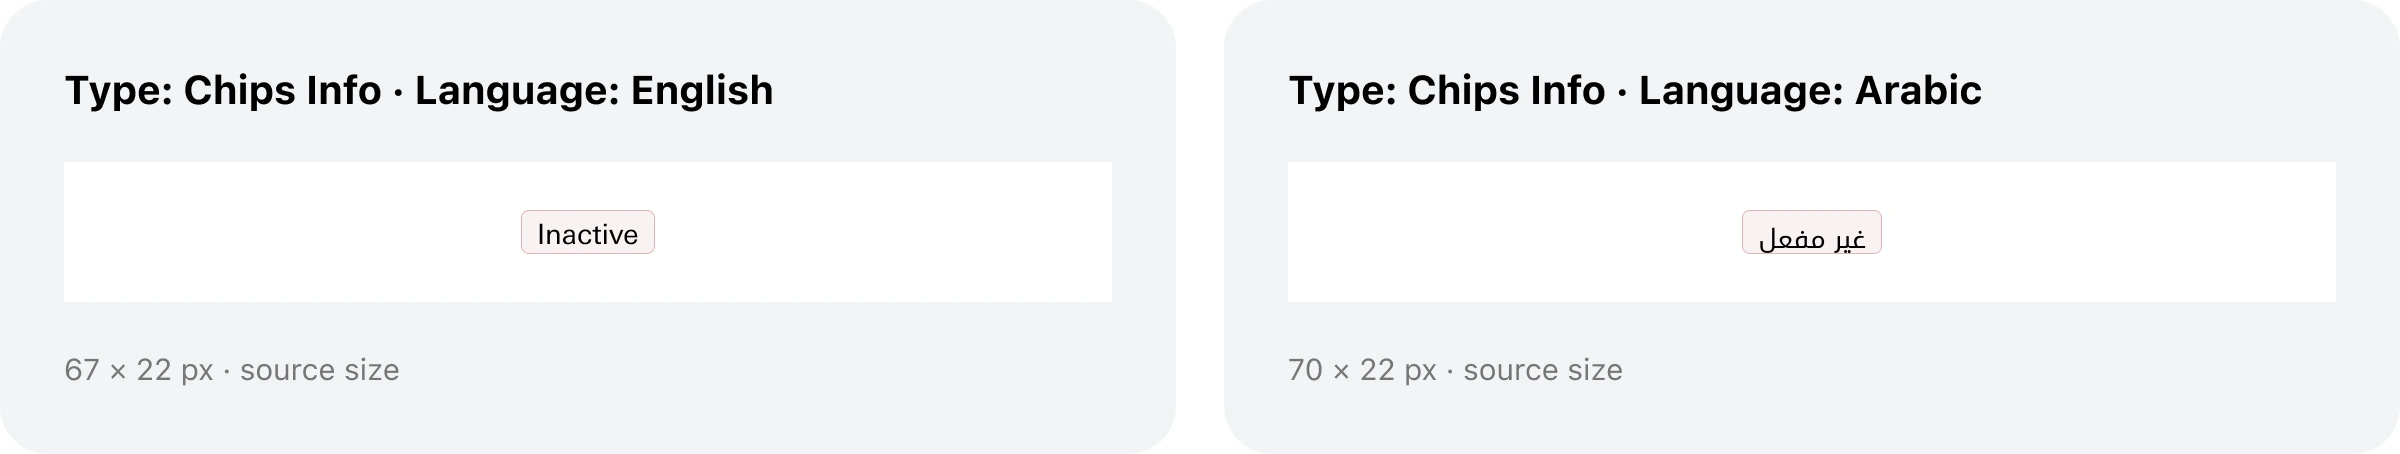 Type: Chips Info · Language: English
Inactive
67 × 22 px · source size
Type: Chips Info · Language: Arabic
غير مفعل
70 × 22 px · source size